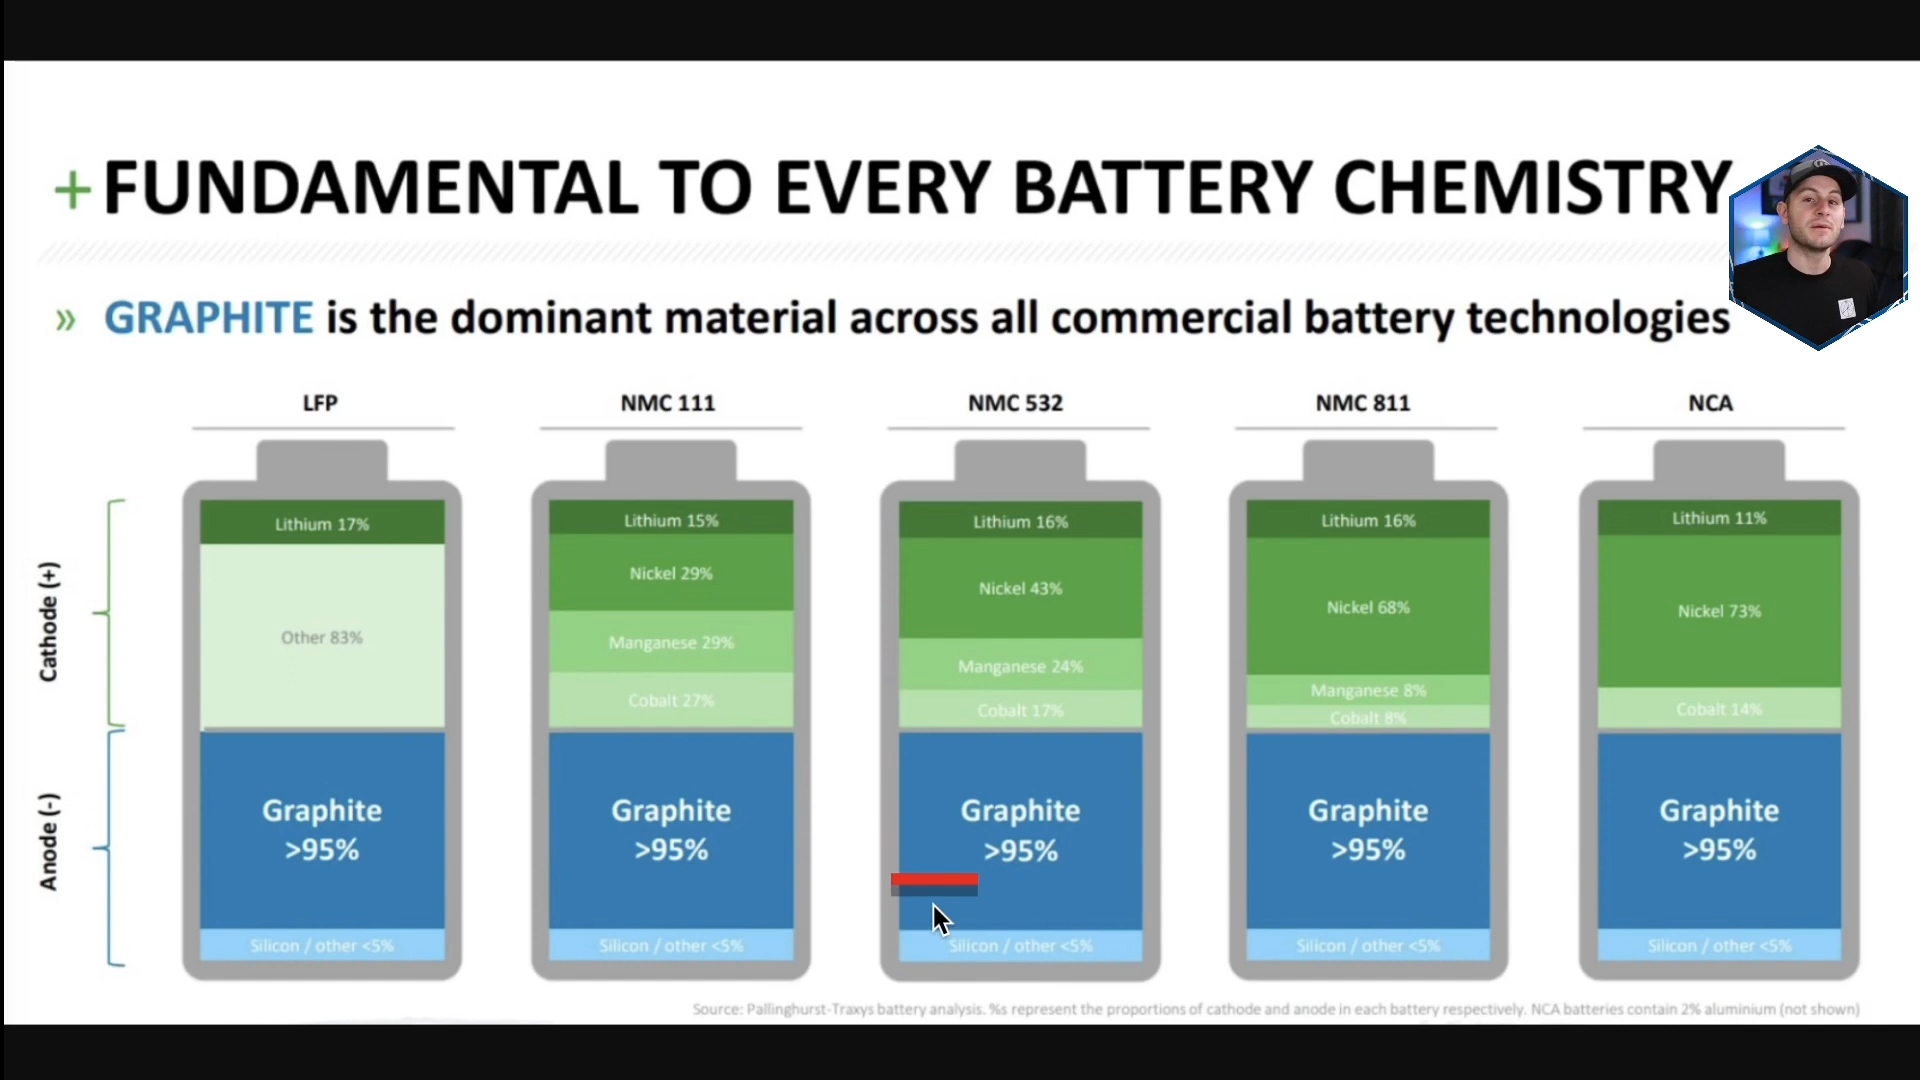 + FUNDAMENTAL TO EVERY BATTERY CHEMISTRY
» GRAPHITE is the dominant material across all commercial battery technologies
LFP
NMC 111
NMC 532
NMC 811
NCA
Cathode (+)
Lithium 17%
Other 83%
Lithium 15%
Nickel 29%
Manganese 29%
Cobalt 27%
Lithium 16%
Nickel 43%
Manganese 24%
Cobalt 17%
Lithium 16%
Nickel 68%
Manganese 8%
Cobalt 8%
Lithium 11%
Nickel 73%
Cobalt 14%
Anode (-)
Graphite
>95%
Silicon / other <5%
Graphite
>95%
Silicon / other <5%
Graphite
>95%
Silicon / other <5%
Graphite
>95%
Silicon / other <5%
Graphite
>95%
Silicon / other <5%
Source: Pallinghurst-Traxys battery analysis. %s represent the proportions of cathode and anode in each battery respectively. NCA batteries contain 2% aluminium (not shown)